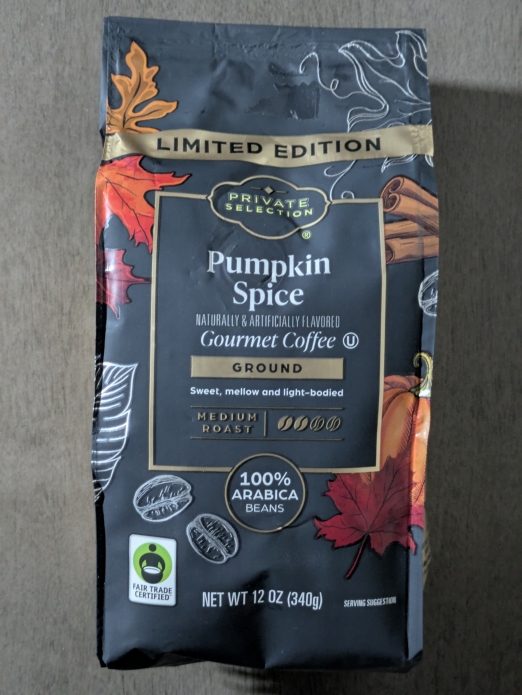 LIMITED EDITION
PRIVATE
SELECTION
®
Pumpkin
Spice
NATURALLY & ARTIFICIALLY FLAVORED
Gourmet Coffee Ⓤ
GROUND
Sweet, mellow and light-bodied
MEDIUM
ROAST
100%
ARABICA
BEANS
FAIR TRADE
CERTIFIED
NET WT 12 OZ (340g)
SERVING SUGGESTION